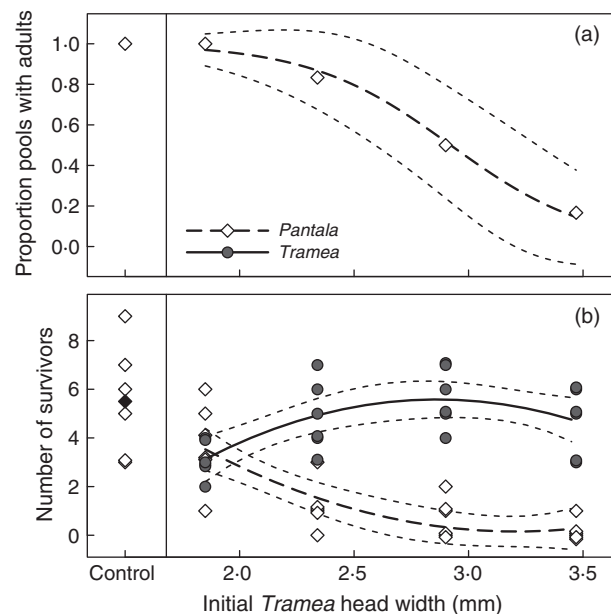 (a)
Proportion pools with adults
1·0
0·8
0·6
0·4
0·2
0·0
Pantala
Tramea
(b)
Number of survivors
8
6
4
2
0
Control 2·0 2·5 3·0 3·5
Initial Tramea head width (mm)